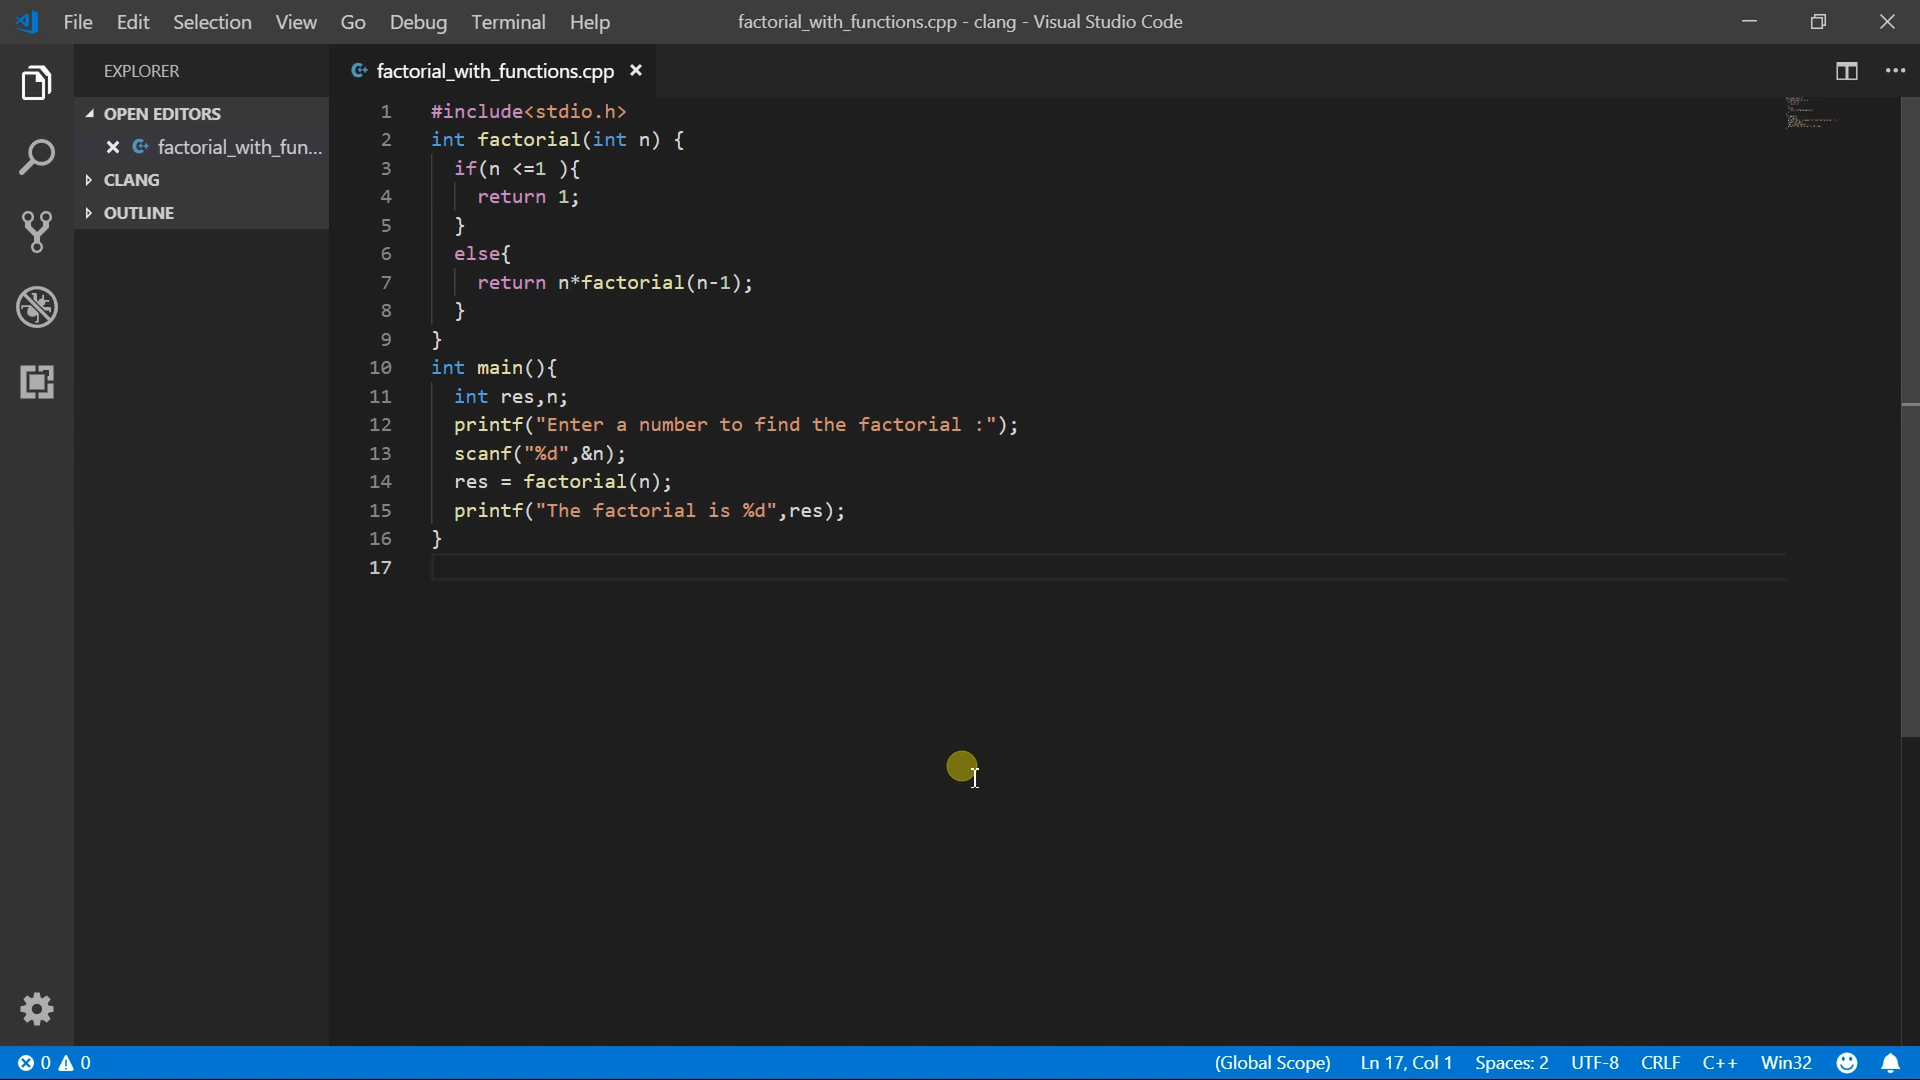 File Edit Selection View Go Debug Terminal Help factorial_with_functions.cpp - clang - Visual Studio Code
EXPLORER
factorial_with_functions.cpp
OPEN EDITORS
factorial_with_fun...
CLANG
OUTLINE
1 #include<stdio.h>
2 int factorial(int n) {
3 if(n <=1 ){
4 return 1;
5 }
6 else{
7 return n*factorial(n-1);
8 }
9 }
10 int main(){
11 int res,n;
12 printf("Enter a number to find the factorial :");
13 scanf("%d",&n);
14 res = factorial(n);
15 printf("The factorial is %d",res);
16 }
17
0 0 (Global Scope) Ln 17, Col 1 Spaces: 2 UTF-8 CRLF C++ Win32